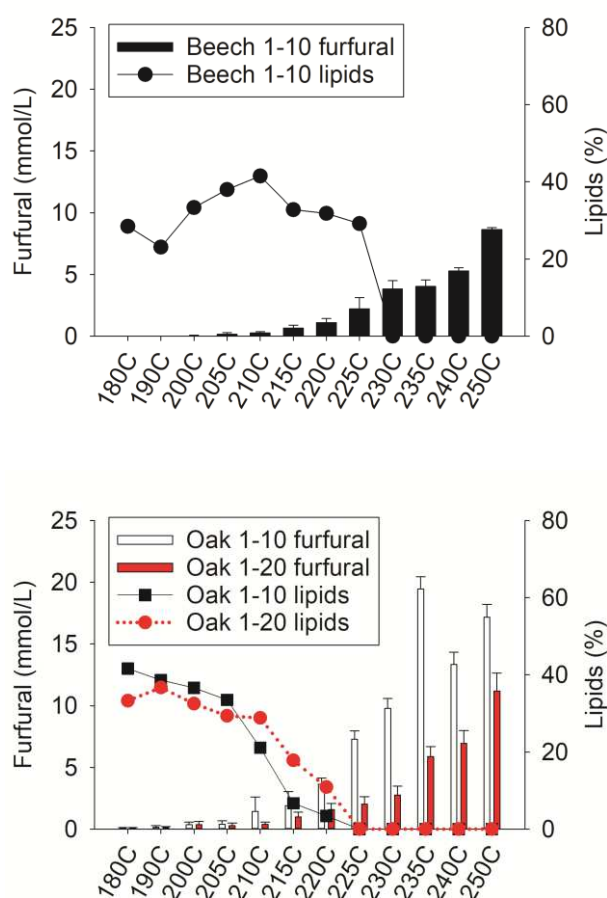 25
20
15
10
5
0
Furfural (mmol/L)
Beech 1-10 furfural
Beech 1-10 lipids
80
60
40
20
0
Lipids (%)
180C
190C
200C
205C
210C
215C
220C
225C
230C
235C
240C
250C
25
20
15
10
5
0
Furfural (mmol/L)
Oak 1-10 furfural
Oak 1-20 furfural
Oak 1-10 lipids
Oak 1-20 lipids
80
60
40
20
0
Lipids (%)
180C
190C
200C
205C
210C
215C
220C
225C
230C
235C
240C
250C